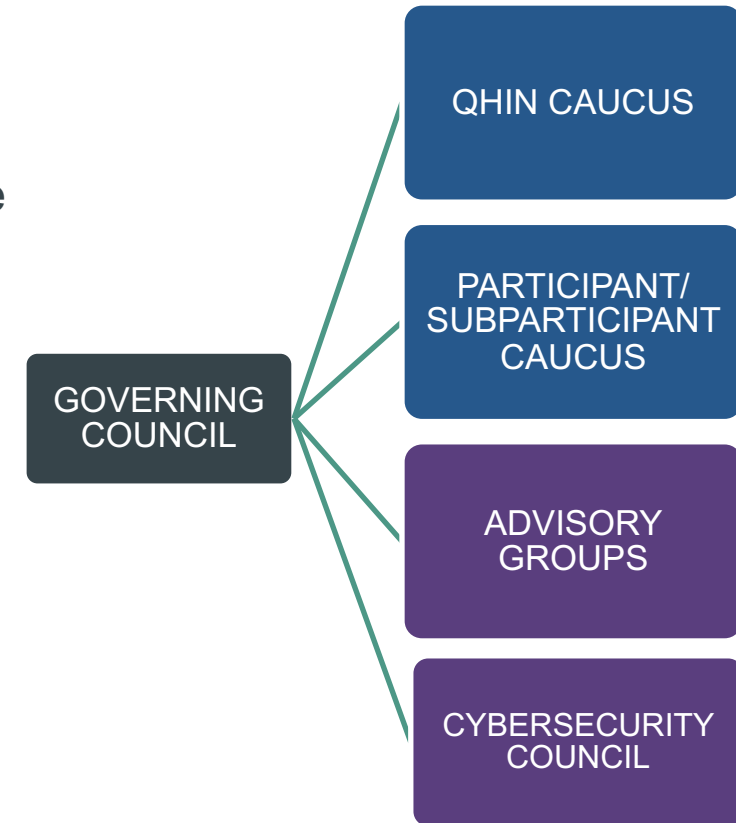 e
QHIN CAUCUS
PARTICIPANT/
SUBPARTICIPANT
CAUCUS
GOVERNING
COUNCIL
ADVISORY
GROUPS
CYBERSECURITY
COUNCIL